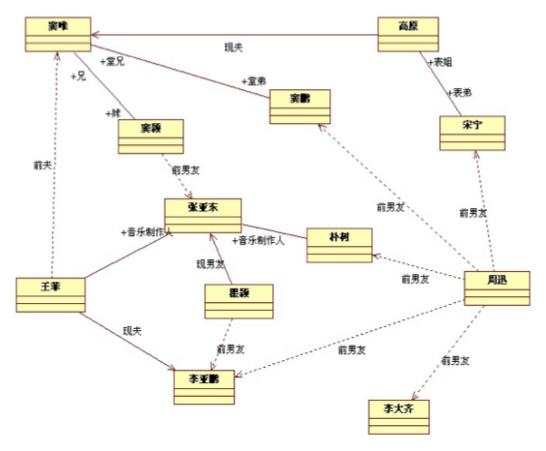 窦唯
高原
现夫
+堂兄
+兄
+表姐
+堂弟
窦鹏
+表弟
+妹
窦颖
宋宁
前夫
前男友
张亚东
前男友
前男友
+音乐制作人
+音乐制作人
朴树
现男友
前男友
王菲
瞿颖
周迅
现夫
前男友
前男友
前男友
李亚鹏
李大齐